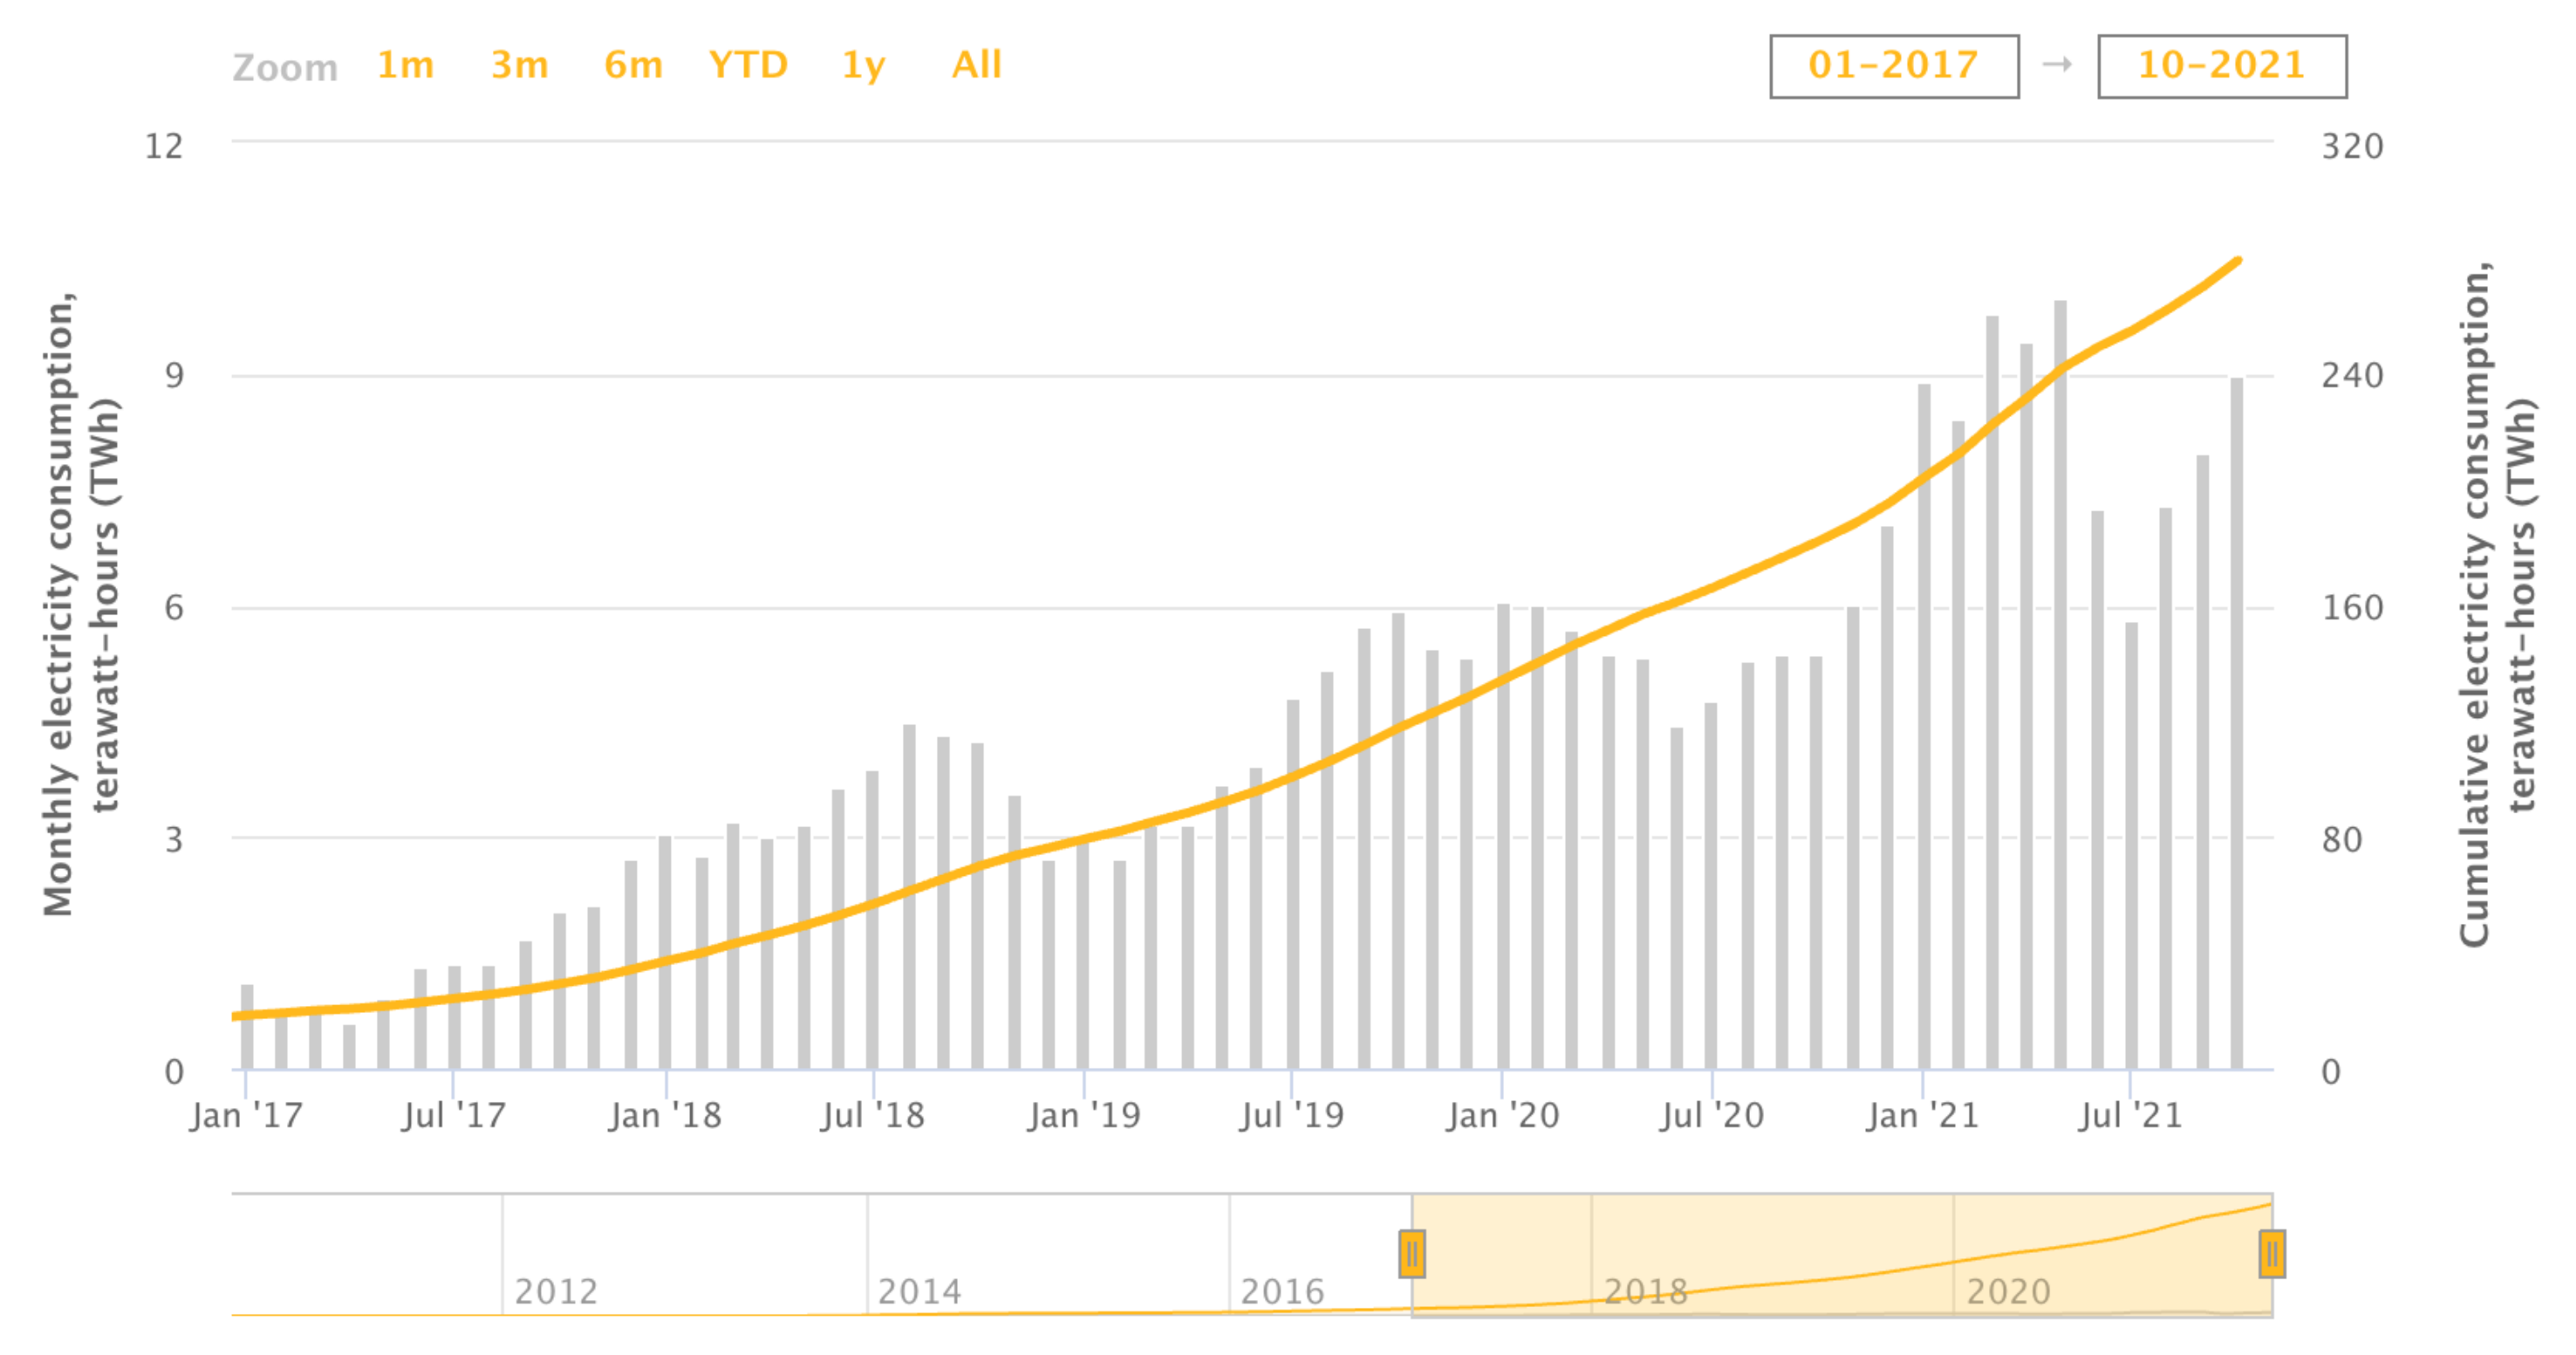 Zoom 1m 3m 6m YTD 1y All 01-2017 → 10-2021
12 320
9 240
6 160
3 80
0 0
Monthly electricity consumption,
terawatt-hours (TWh)
Cumulative electricity consumption,
terawatt-hours (TWh)
Jan '17 Jul '17 Jan '18 Jul '18 Jan '19 Jul '19 Jan '20 Jul '20 Jan '21 Jul '21
2012 2014 2016 2018 2020